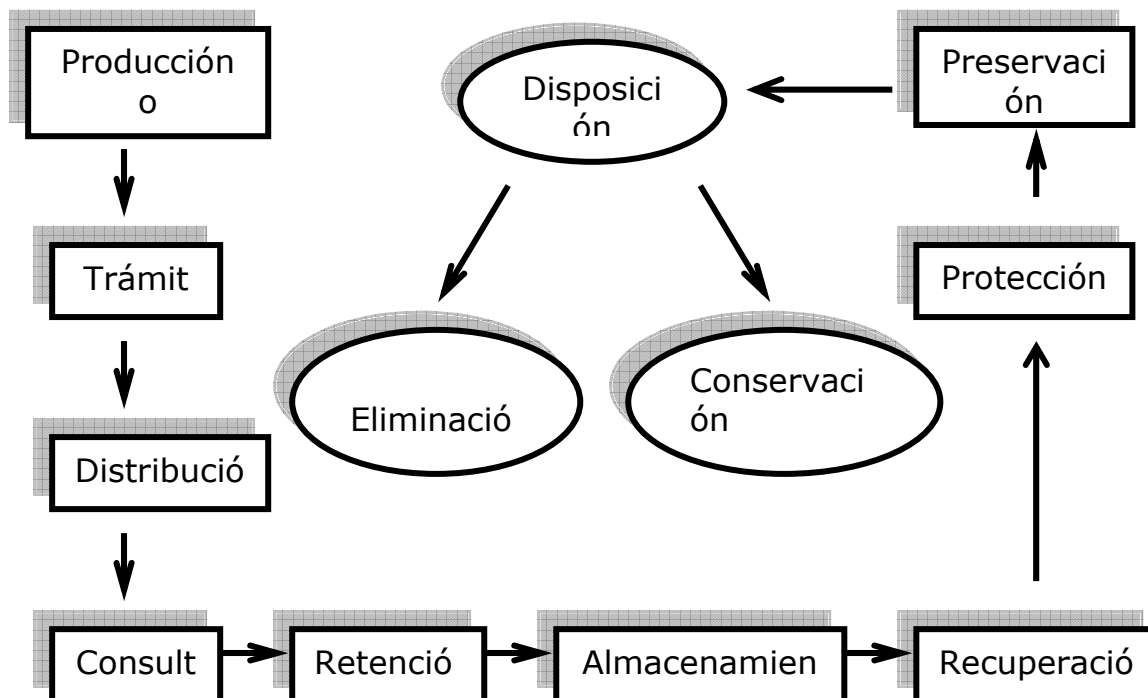 Producción
o
Trámit
Distribució
Consult
Retenció
Almacenamien
Recuperació
Protección
Preservaci
ón
Disposici
ón
Eliminació
Conservaci
ón